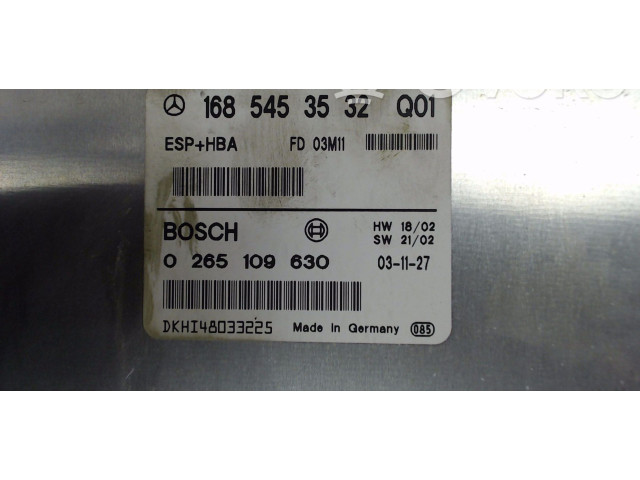 168 545 35 32 Q01
ESP+HBA FD 03M11
BOSCH HW 18/02
SW 21/02
0 265 109 630 03-11-27
DKHI48033225 Made in Germany 085